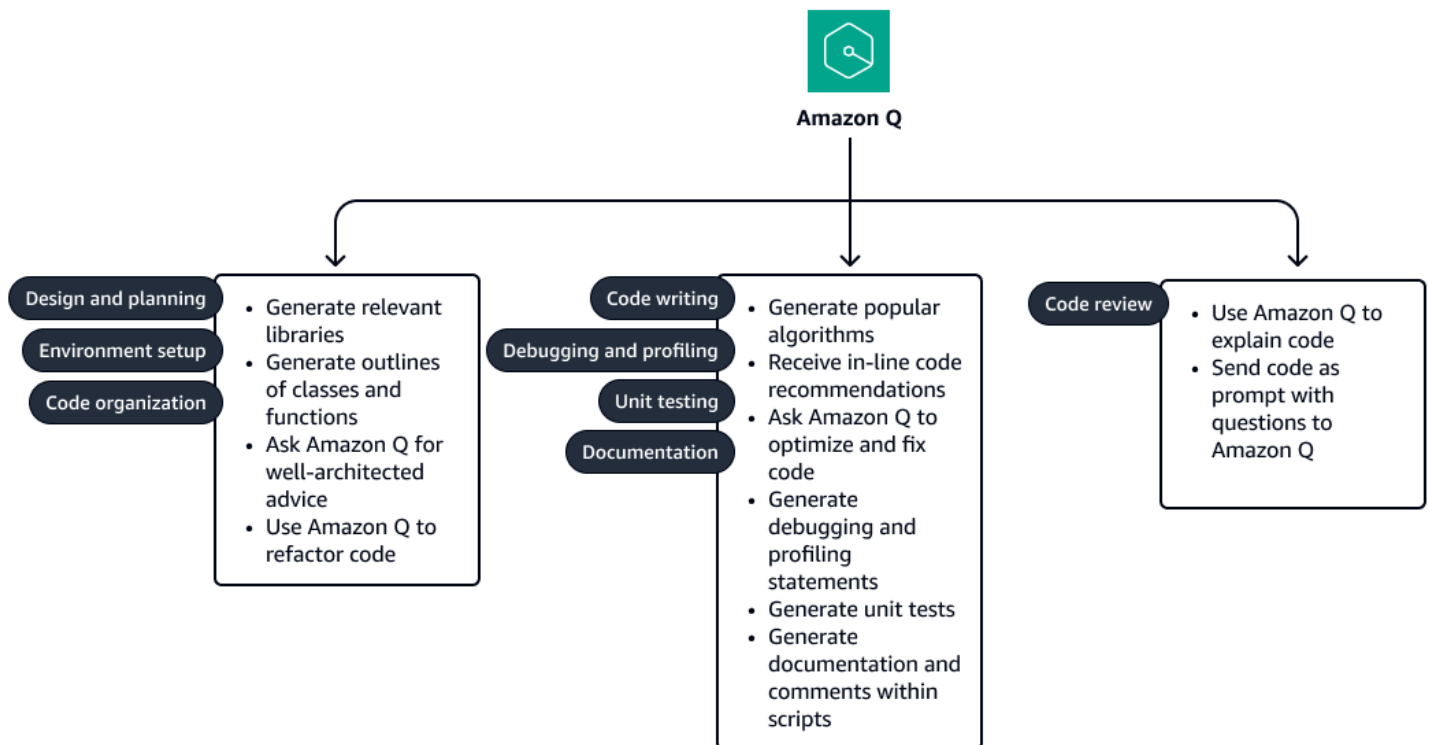 Amazon Q
Design and planning
Environment setup
Code organization
• Generate relevant
libraries
• Generate outlines
of classes and
functions
• Ask Amazon Q for
well-architected
advice
• Use Amazon Q to
refactor code
Code writing
Debugging and profiling
Unit testing
Documentation
• Generate popular
algorithms
• Receive in-line code
recommendations
• Ask Amazon Q to
optimize and fix
code
• Generate
debugging and
profiling
statements
• Generate unit tests
• Generate
documentation and
comments within
scripts
Code review
• Use Amazon Q to
explain code
• Send code as
prompt with
questions to
Amazon Q